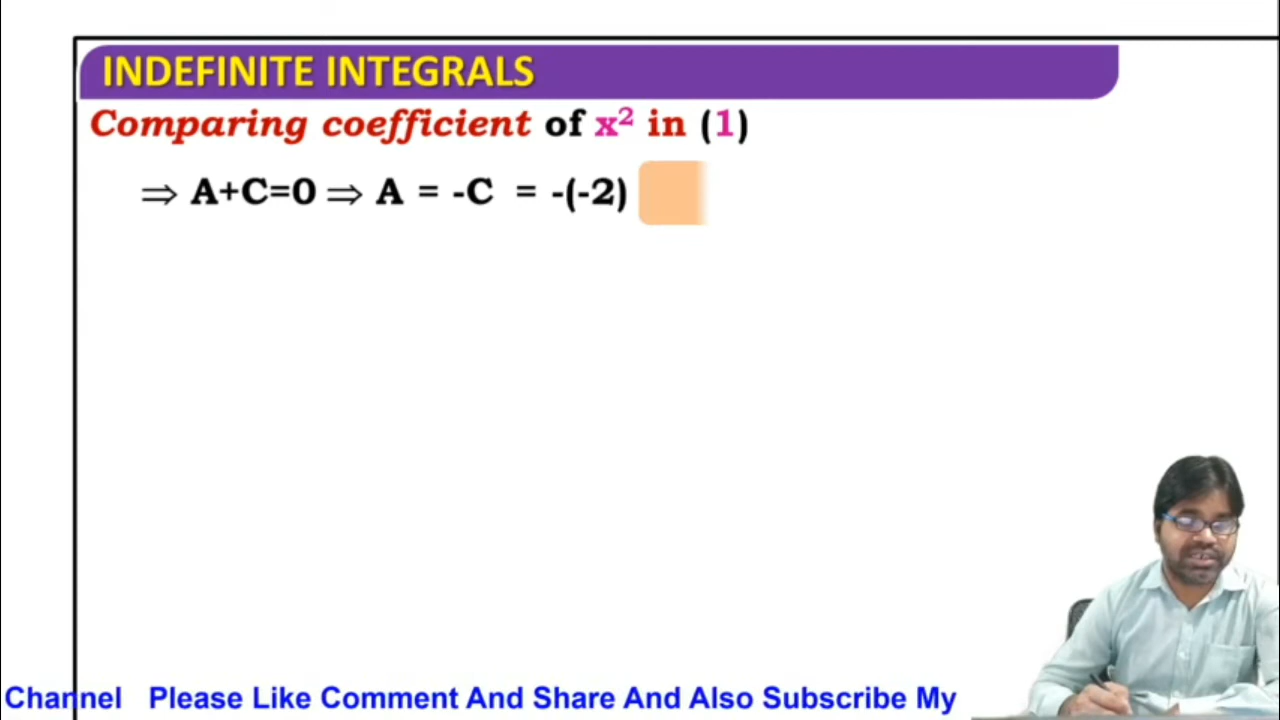 INDEFINITE INTEGRALS
Comparing coefficient of x² in (1)
⇒ A+C=0 ⇒ A = -C = -(-2)
Channel Please Like Comment And Share And Also Subscribe My